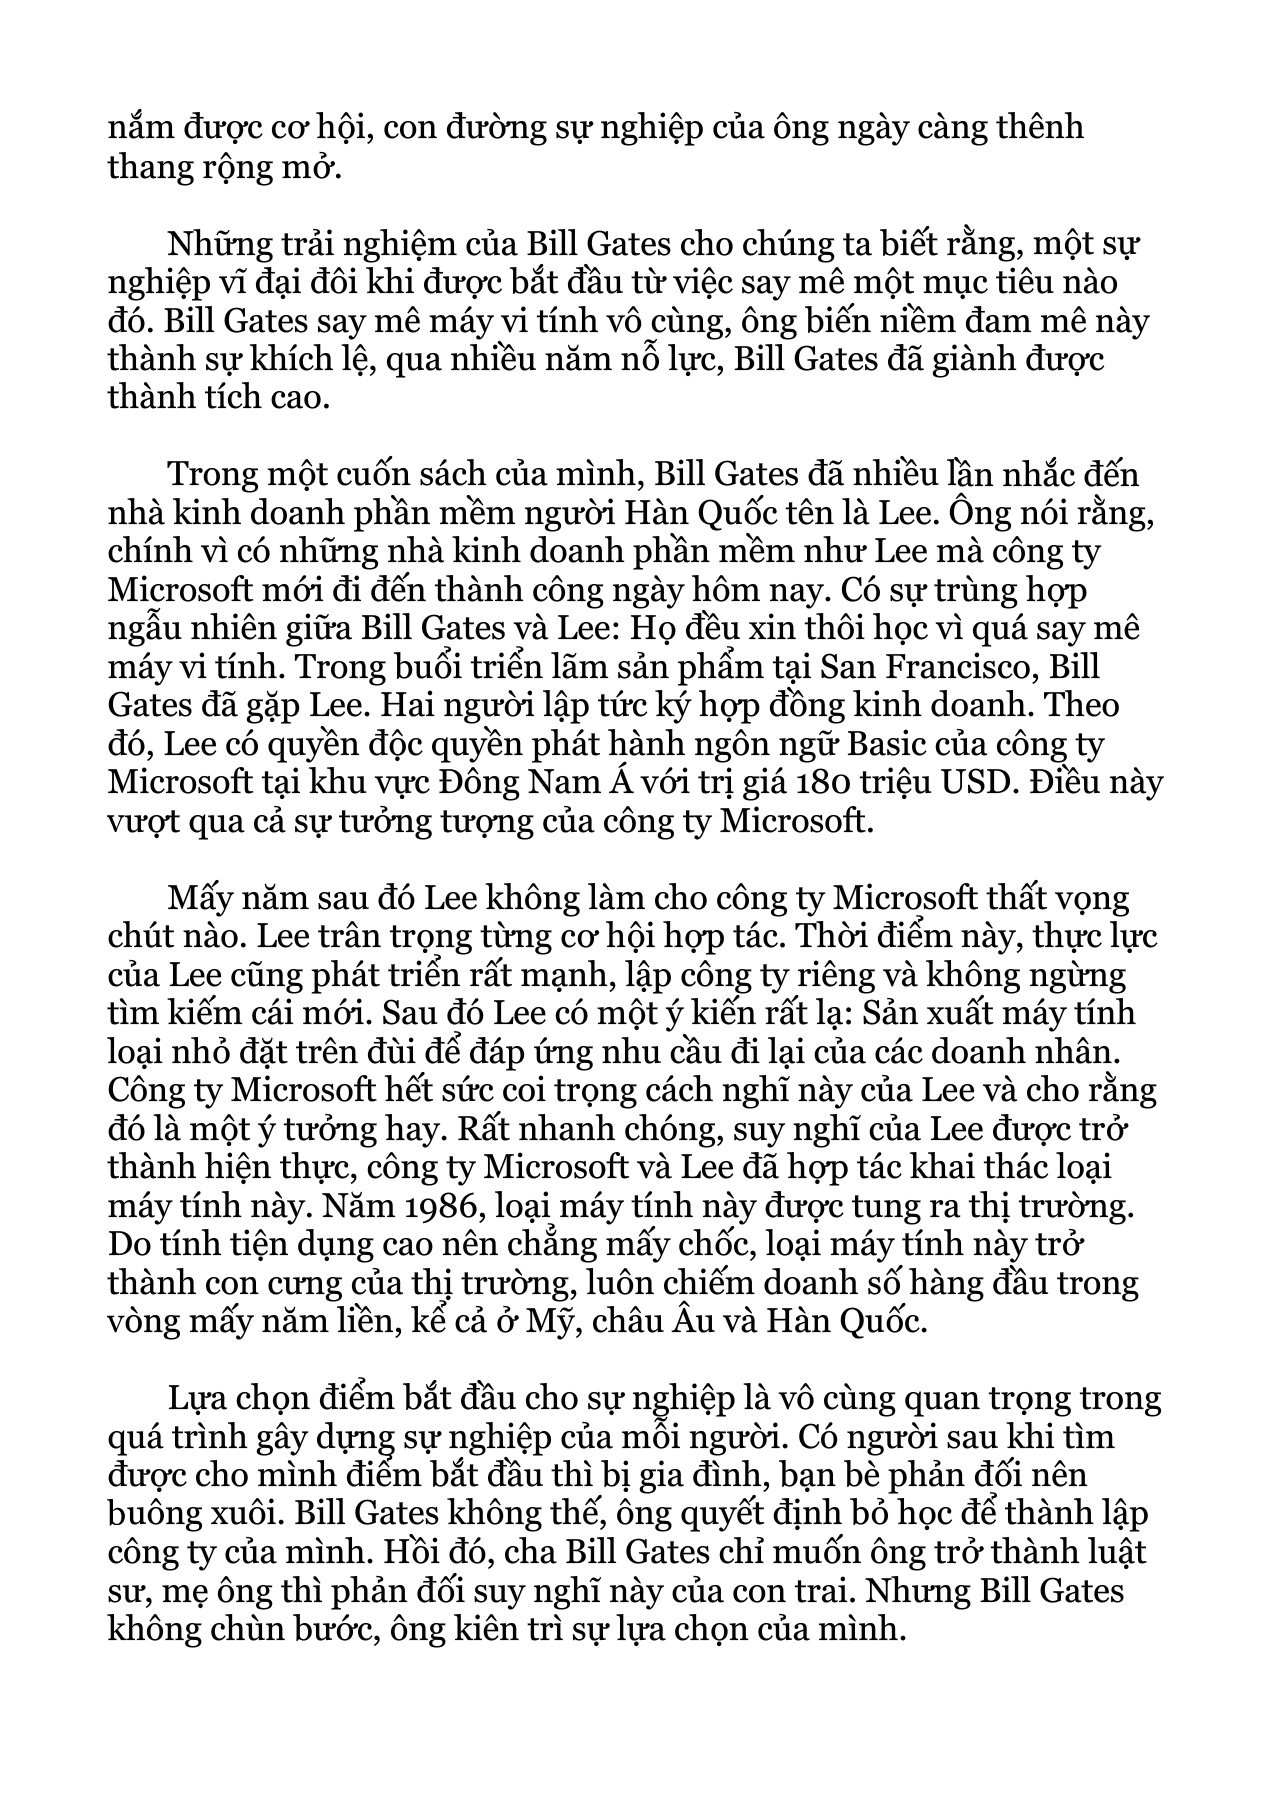 nắm được cơ hội, con đường sự nghiệp của ông ngày càng thênh
thang rộng mở.
Những trải nghiệm của Bill Gates cho chúng ta biết rằng, một sự
nghiệp vĩ đại đôi khi được bắt đầu từ việc say mê một mục tiêu nào
đó. Bill Gates say mê máy vi tính vô cùng, ông biến niềm đam mê này
thành sự khích lệ, qua nhiều năm nỗ lực, Bill Gates đã giành được
thành tích cao.
Trong một cuốn sách của mình, Bill Gates đã nhiều lần nhắc đến
nhà kinh doanh phần mềm người Hàn Quốc tên là Lee. Ông nói rằng,
chính vì có những nhà kinh doanh phần mềm như Lee mà công ty
Microsoft mới đi đến thành công ngày hôm nay. Có sự trùng hợp
ngẫu nhiên giữa Bill Gates và Lee: Họ đều xin thôi học vì quá say mê
máy vi tính. Trong buổi triển lãm sản phẩm tại San Francisco, Bill
Gates đã gặp Lee. Hai người lập tức ký hợp đồng kinh doanh. Theo
đó, Lee có quyền độc quyền phát hành ngôn ngữ Basic của công ty
Microsoft tại khu vực Đông Nam Á với trị giá 180 triệu USD. Điều này
vượt qua cả sự tưởng tượng của công ty Microsoft.
Mấy năm sau đó Lee không làm cho công ty Microsoft thất vọng
chút nào. Lee trân trọng từng cơ hội hợp tác. Thời điểm này, thực lực
của Lee cũng phát triển rất mạnh, lập công ty riêng và không ngừng
tìm kiếm cái mới. Sau đó Lee có một ý kiến rất lạ: Sản xuất máy tính
loại nhỏ đặt trên đùi để đáp ứng nhu cầu đi lại của các doanh nhân.
Công ty Microsoft hết sức coi trọng cách nghĩ này của Lee và cho rằng
đó là một ý tưởng hay. Rất nhanh chóng, suy nghĩ của Lee được trở
thành hiện thực, công ty Microsoft và Lee đã hợp tác khai thác loại
máy tính này. Năm 1986, loại máy tính này được tung ra thị trường.
Do tính tiện dụng cao nên chẳng mấy chốc, loại máy tính này trở
thành con cưng của thị trường, luôn chiếm doanh số hàng đầu trong
vòng mấy năm liền, kể cả ở Mỹ, châu Âu và Hàn Quốc.
Lựa chọn điểm bắt đầu cho sự nghiệp là vô cùng quan trọng trong
quá trình gây dựng sự nghiệp của mỗi người. Có người sau khi tìm
được cho mình điểm bắt đầu thì bị gia đình, bạn bè phản đối nên
buông xuôi. Bill Gates không thế, ông quyết định bỏ học để thành lập
công ty của mình. Hồi đó, cha Bill Gates chỉ muốn ông trở thành luật
sư, mẹ ông thì phản đối suy nghĩ này của con trai. Nhưng Bill Gates
không chùn bước, ông kiên trì sự lựa chọn của mình.